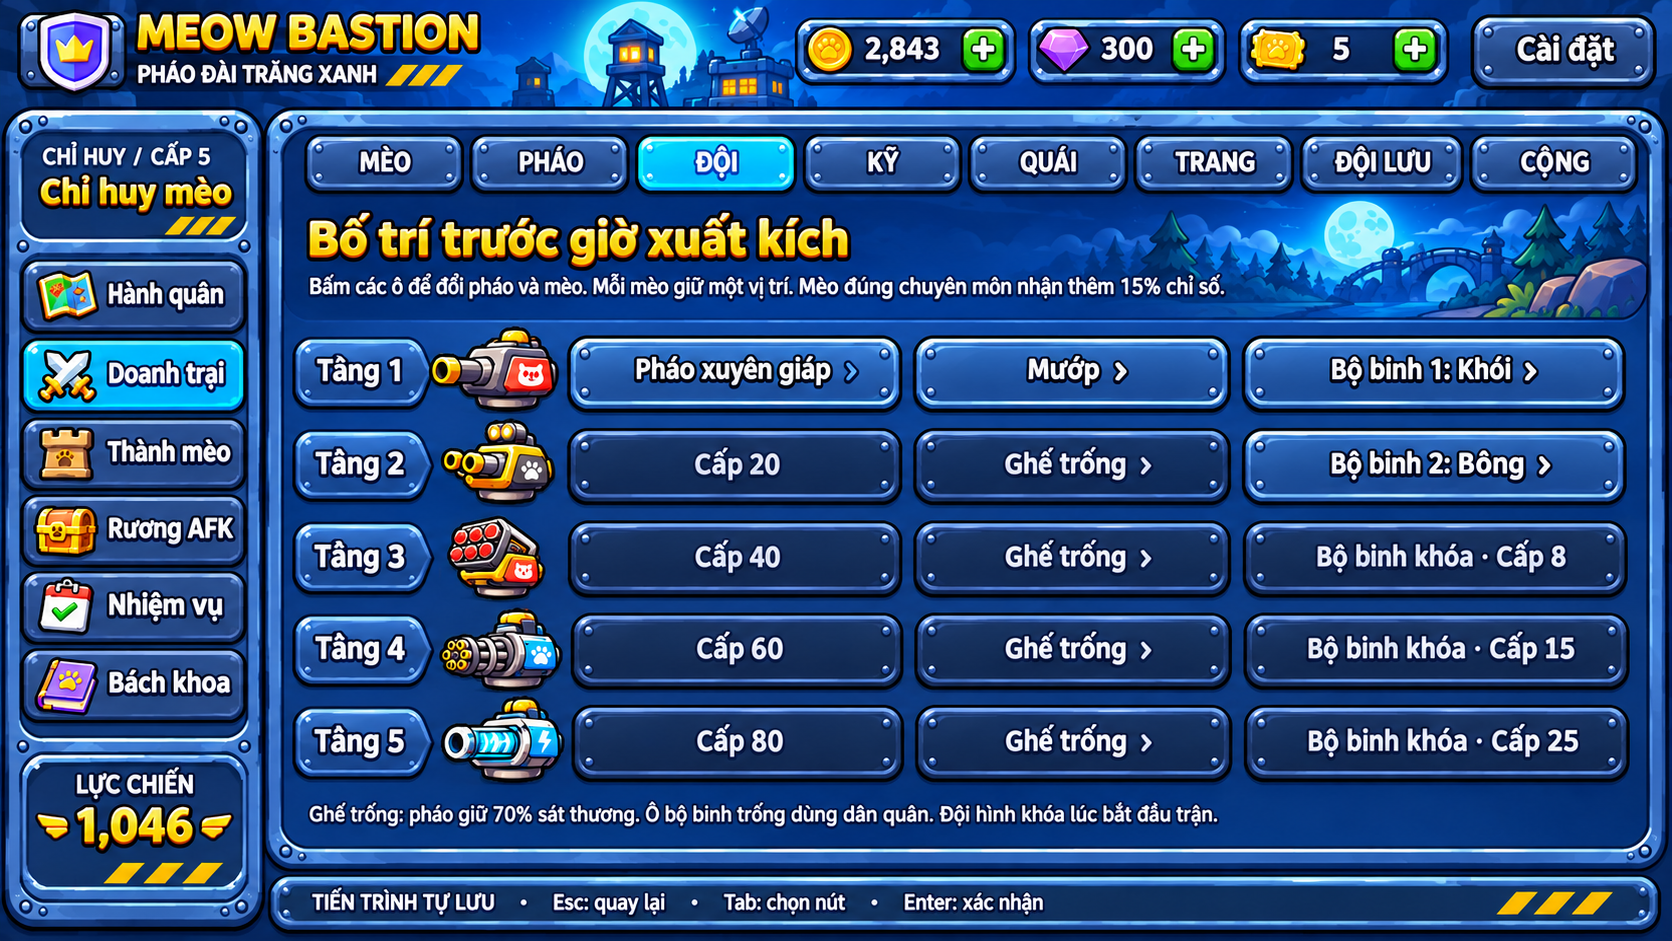 MEOW BASTION
PHÁO ĐÀI TRĂNG XANH
2,843
300
5
Cài đặt
CHỈ HUY / CẤP 5
Chỉ huy mèo
Hành quân
Doanh trại
Thành mèo
Rương AFK
Nhiệm vụ
Bách khoa
LỰC CHIẾN
1,046
MÈO
PHÁO
ĐỘI
KỸ
QUÁI
TRANG
ĐỘI LƯU
CỘNG
Bố trí trước giờ xuất kích
Bấm các ô để đổi pháo và mèo. Mỗi mèo giữ một vị trí. Mèo đúng chuyên môn nhận thêm 15% chỉ số.
Tầng 1
Pháo xuyên giáp ›
Mướp ›
Bộ binh 1: Khói ›
Tầng 2
Cấp 20
Ghế trống ›
Bộ binh 2: Bông ›
Tầng 3
Cấp 40
Ghế trống ›
Bộ binh khóa · Cấp 8
Tầng 4
Cấp 60
Ghế trống ›
Bộ binh khóa · Cấp 15
Tầng 5
Cấp 80
Ghế trống ›
Bộ binh khóa · Cấp 25
Ghế trống: pháo giữ 70% sát thương. Ô bộ binh trống dùng dân quân. Đội hình khóa lúc bắt đầu trận.
TIẾN TRÌNH TỰ LƯU • Esc: quay lại • Tab: chọn nút • Enter: xác nhận